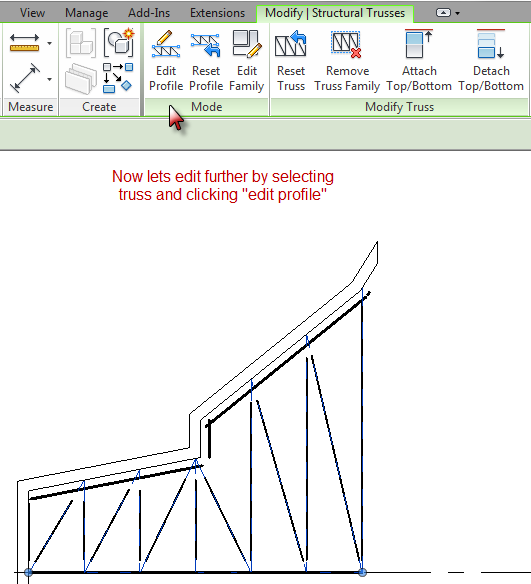 View Manage Add-Ins Extensions Modify | Structural Trusses
Edit Profile
Reset Profile
Edit Family
Reset Truss
Remove Truss Family
Attach Top/Bottom
Detach Top/Bottom
Measure Create Mode Modify Truss
Now lets edit further by selecting
truss and clicking "edit profile"